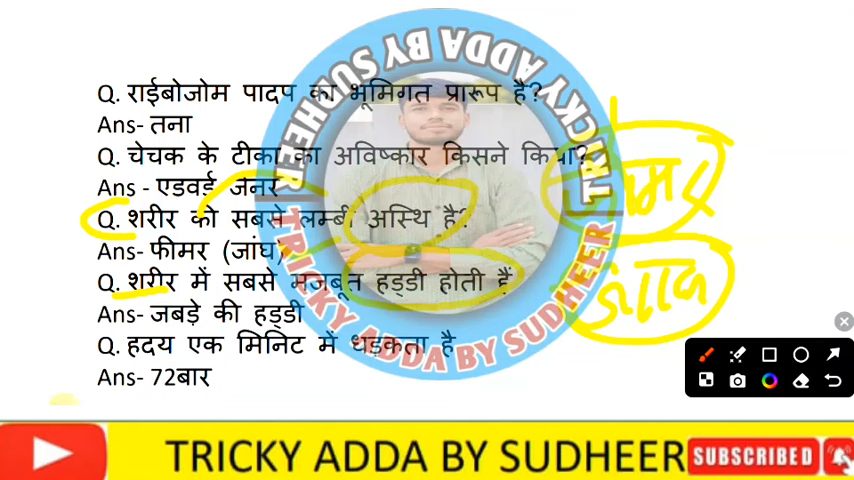 Q. राईबोजोम पादप का भूमिगत प्रारूप है?
Ans- तना
Q. चेचक के टीका का अविष्कार किसने किया?
Ans - एडवर्ड जेनर
Q. शरीर को सबसे लम्बी अस्थि है?
Ans- फीमर (जांघ)
Q. शरीर में सबसे मजबूत हड्डी होती हैं
Ans- जबड़े की हड्डी
Q. हदय एक मिनिट में धड़कता है
Ans- 72बार
TRICKY ADDA BY SUDHEER
TRICKY ADDA BY SUDHEER
TRICKY ADDA BY SUDHEER
SUBSCRIBED